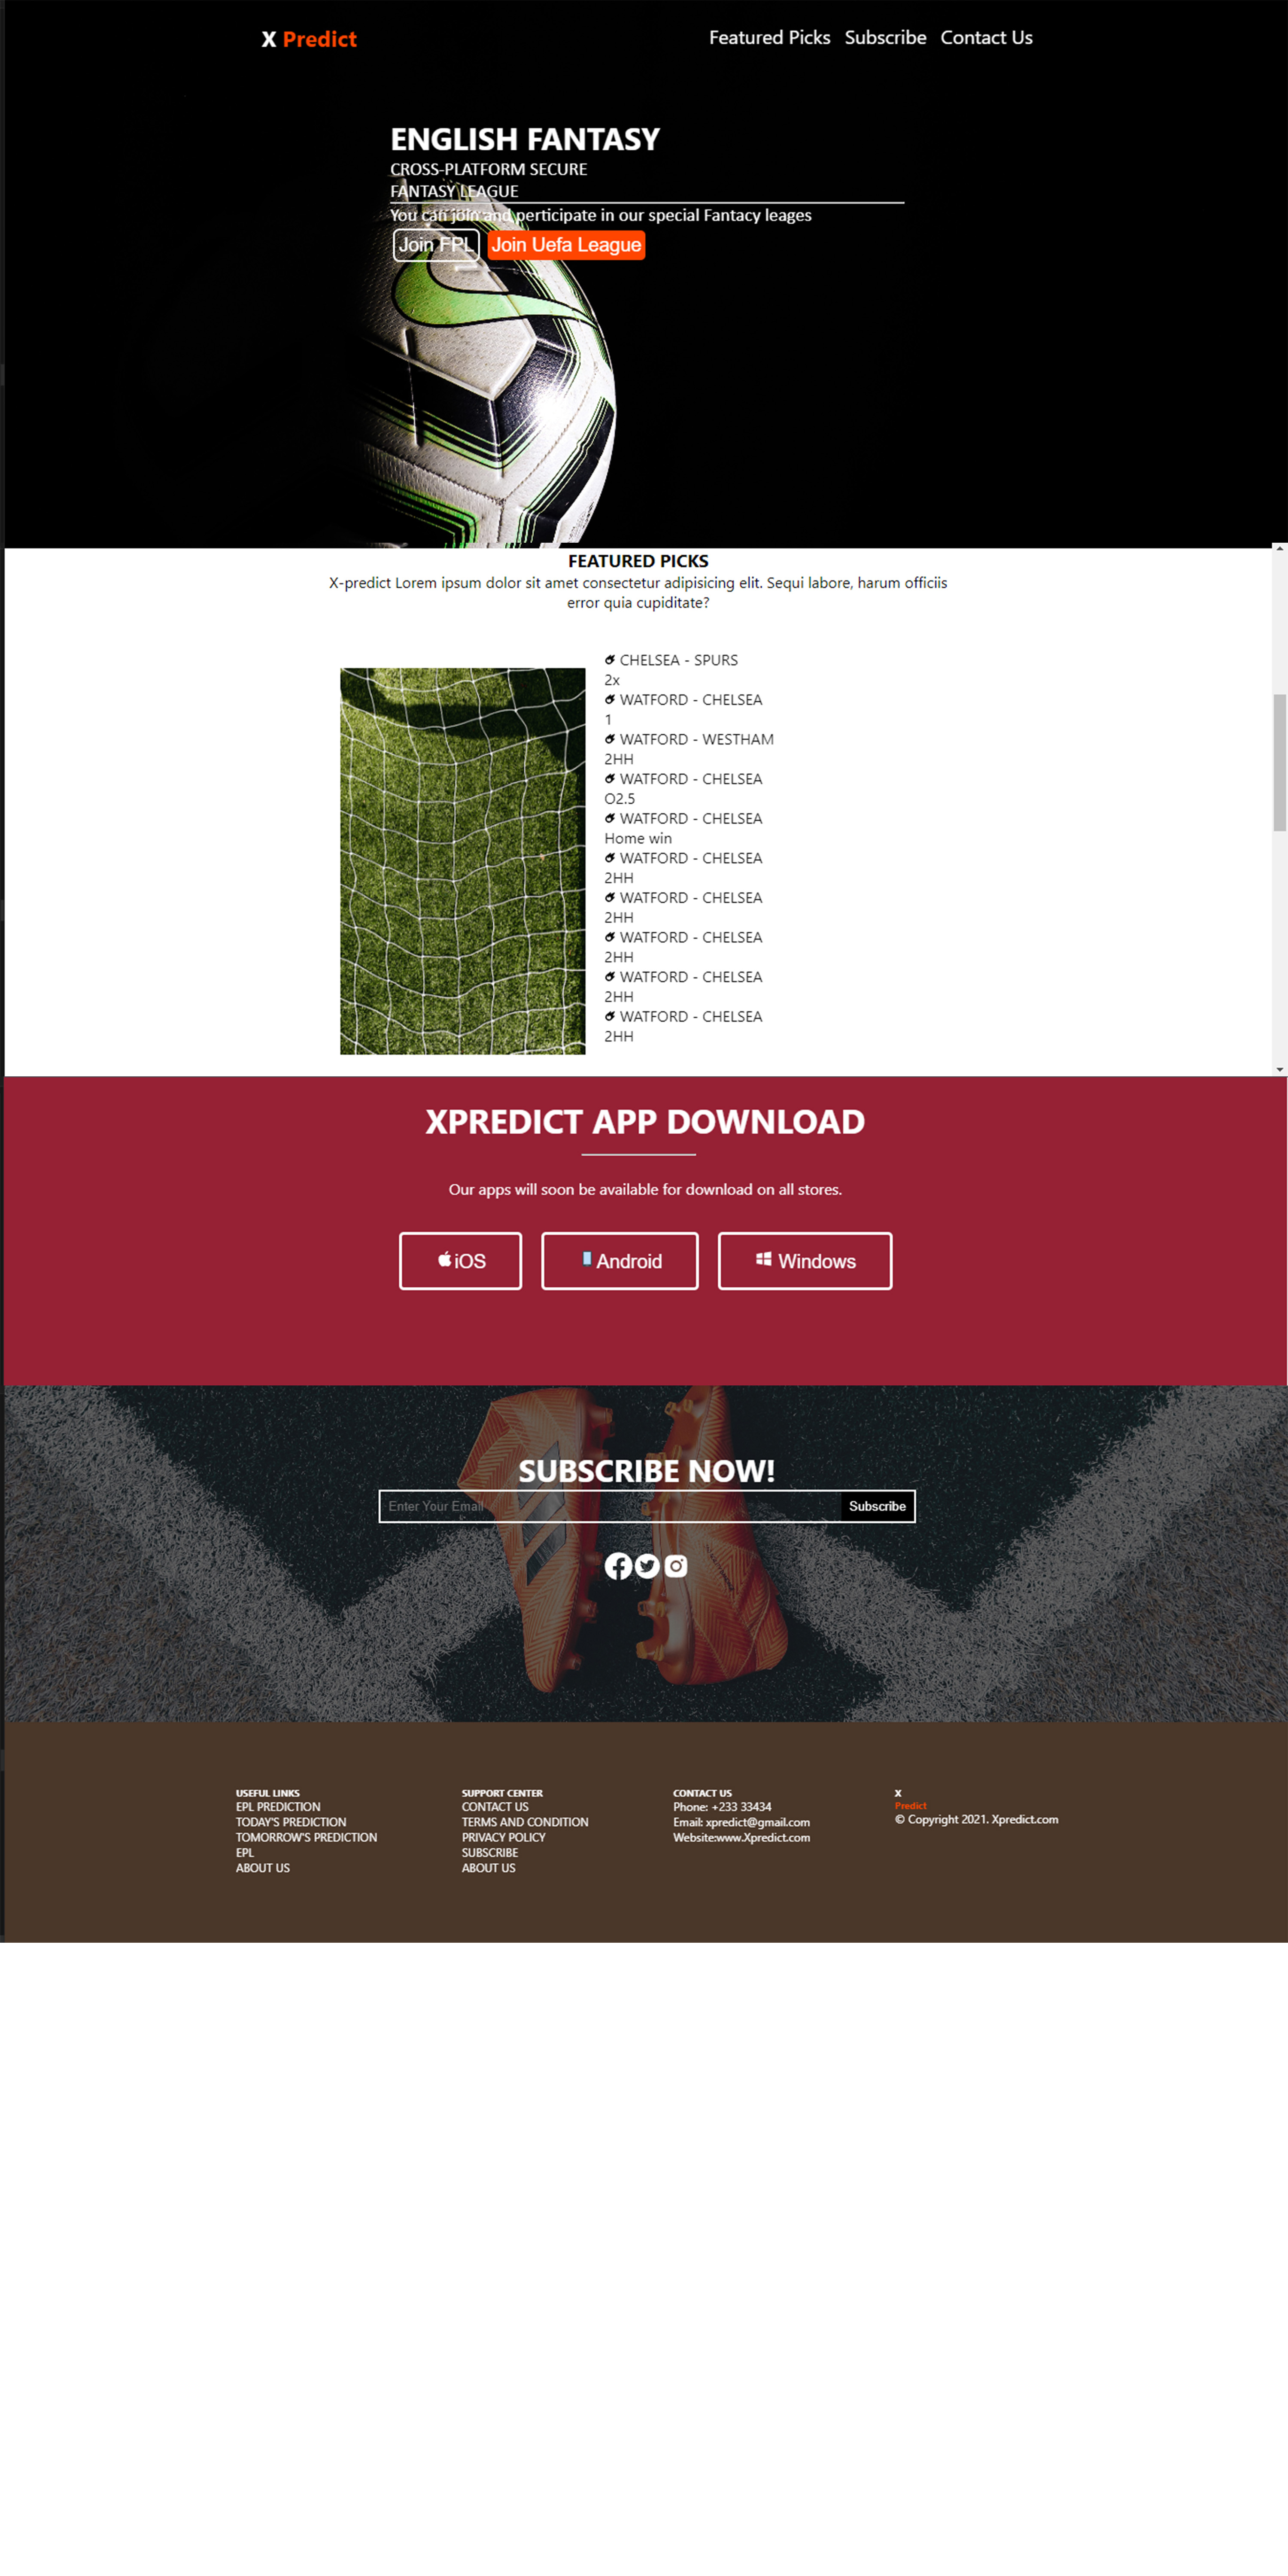 X Predict
Featured Picks Subscribe Contact Us
ENGLISH FANTASY
CROSS-PLATFORM SECURE
FANTASY LEAGUE
You can join and perticipate in our special Fantacy leages
Join FPL Join Uefa League
FEATURED PICKS
X-predict Lorem ipsum dolor sit amet consectetur adipisicing elit. Sequi labore, harum officiis
error quia cupiditate?
CHELSEA - SPURS
2x
WATFORD - CHELSEA
1
WATFORD - WESTHAM
2HH
WATFORD - CHELSEA
O2.5
WATFORD - CHELSEA
Home win
WATFORD - CHELSEA
2HH
WATFORD - CHELSEA
2HH
WATFORD - CHELSEA
2HH
WATFORD - CHELSEA
2HH
WATFORD - CHELSEA
2HH
XPREDICT APP DOWNLOAD
Our apps will soon be available for download on all stores.
iOS Android Windows
SUBSCRIBE NOW!
Enter Your Email Subscribe
USEFUL LINKS
EPL PREDICTION
TODAY'S PREDICTION
TOMORROW'S PREDICTION
EPL
ABOUT US
SUPPORT CENTER
CONTACT US
TERMS AND CONDITION
PRIVACY POLICY
SUBSCRIBE
ABOUT US
CONTACT US
Phone: +233 33434
Email: xpredict@gmail.com
Website:www.Xpredict.com
X
Predict
© Copyright 2021. Xpredict.com